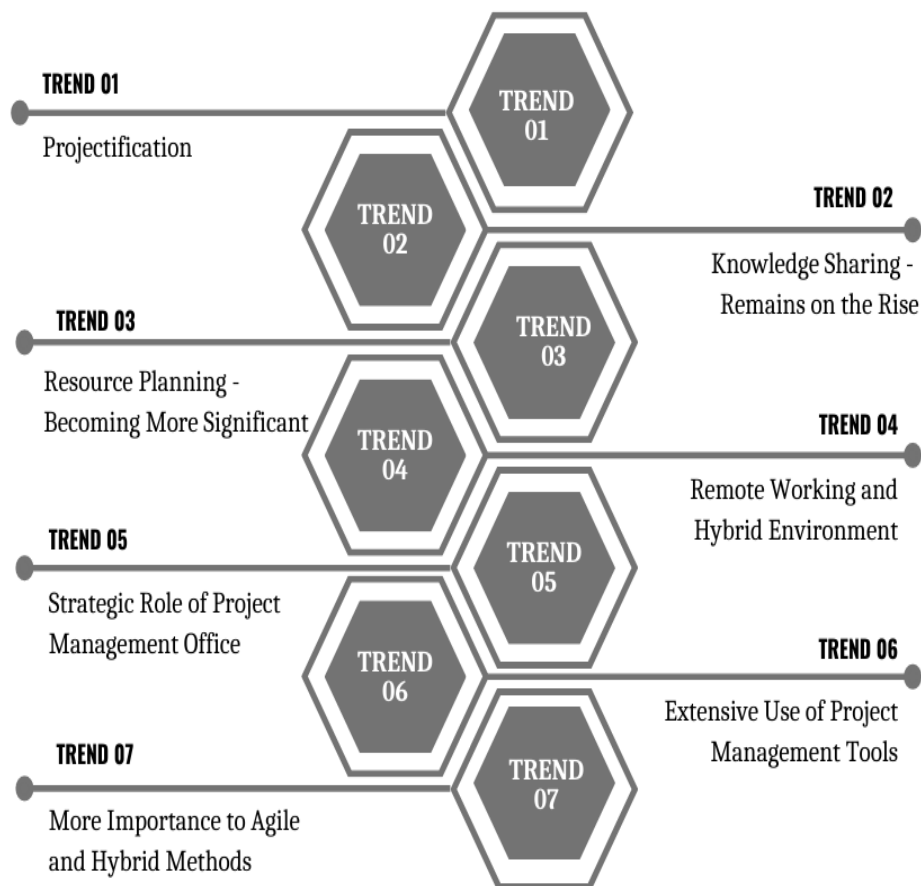 TREND 01
Projectification
TREND
01
TREND 02
Knowledge Sharing -
Remains on the Rise
TREND
02
TREND 03
Resource Planning -
Becoming More Significant
TREND
03
TREND 04
Remote Working and
Hybrid Environment
TREND
04
TREND 05
Strategic Role of Project
Management Office
TREND
05
TREND 06
Extensive Use of Project
Management Tools
TREND
06
TREND 07
More Importance to Agile
and Hybrid Methods
TREND
07